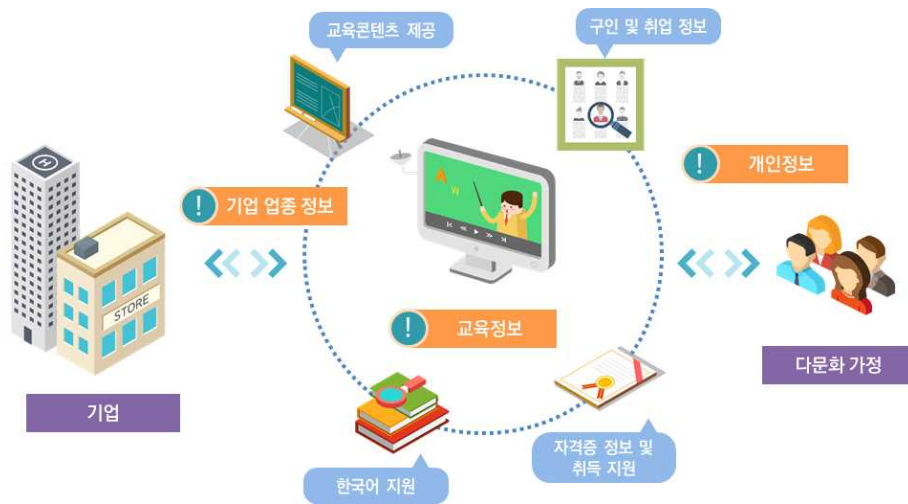 교육콘텐츠 제공
구인 및 취업 정보
H
개인정보
기업 업종 정보
A
W
STORE
교육정보
다문화 가정
기업
자격증 정보 및
취득 지원
한국어 지원